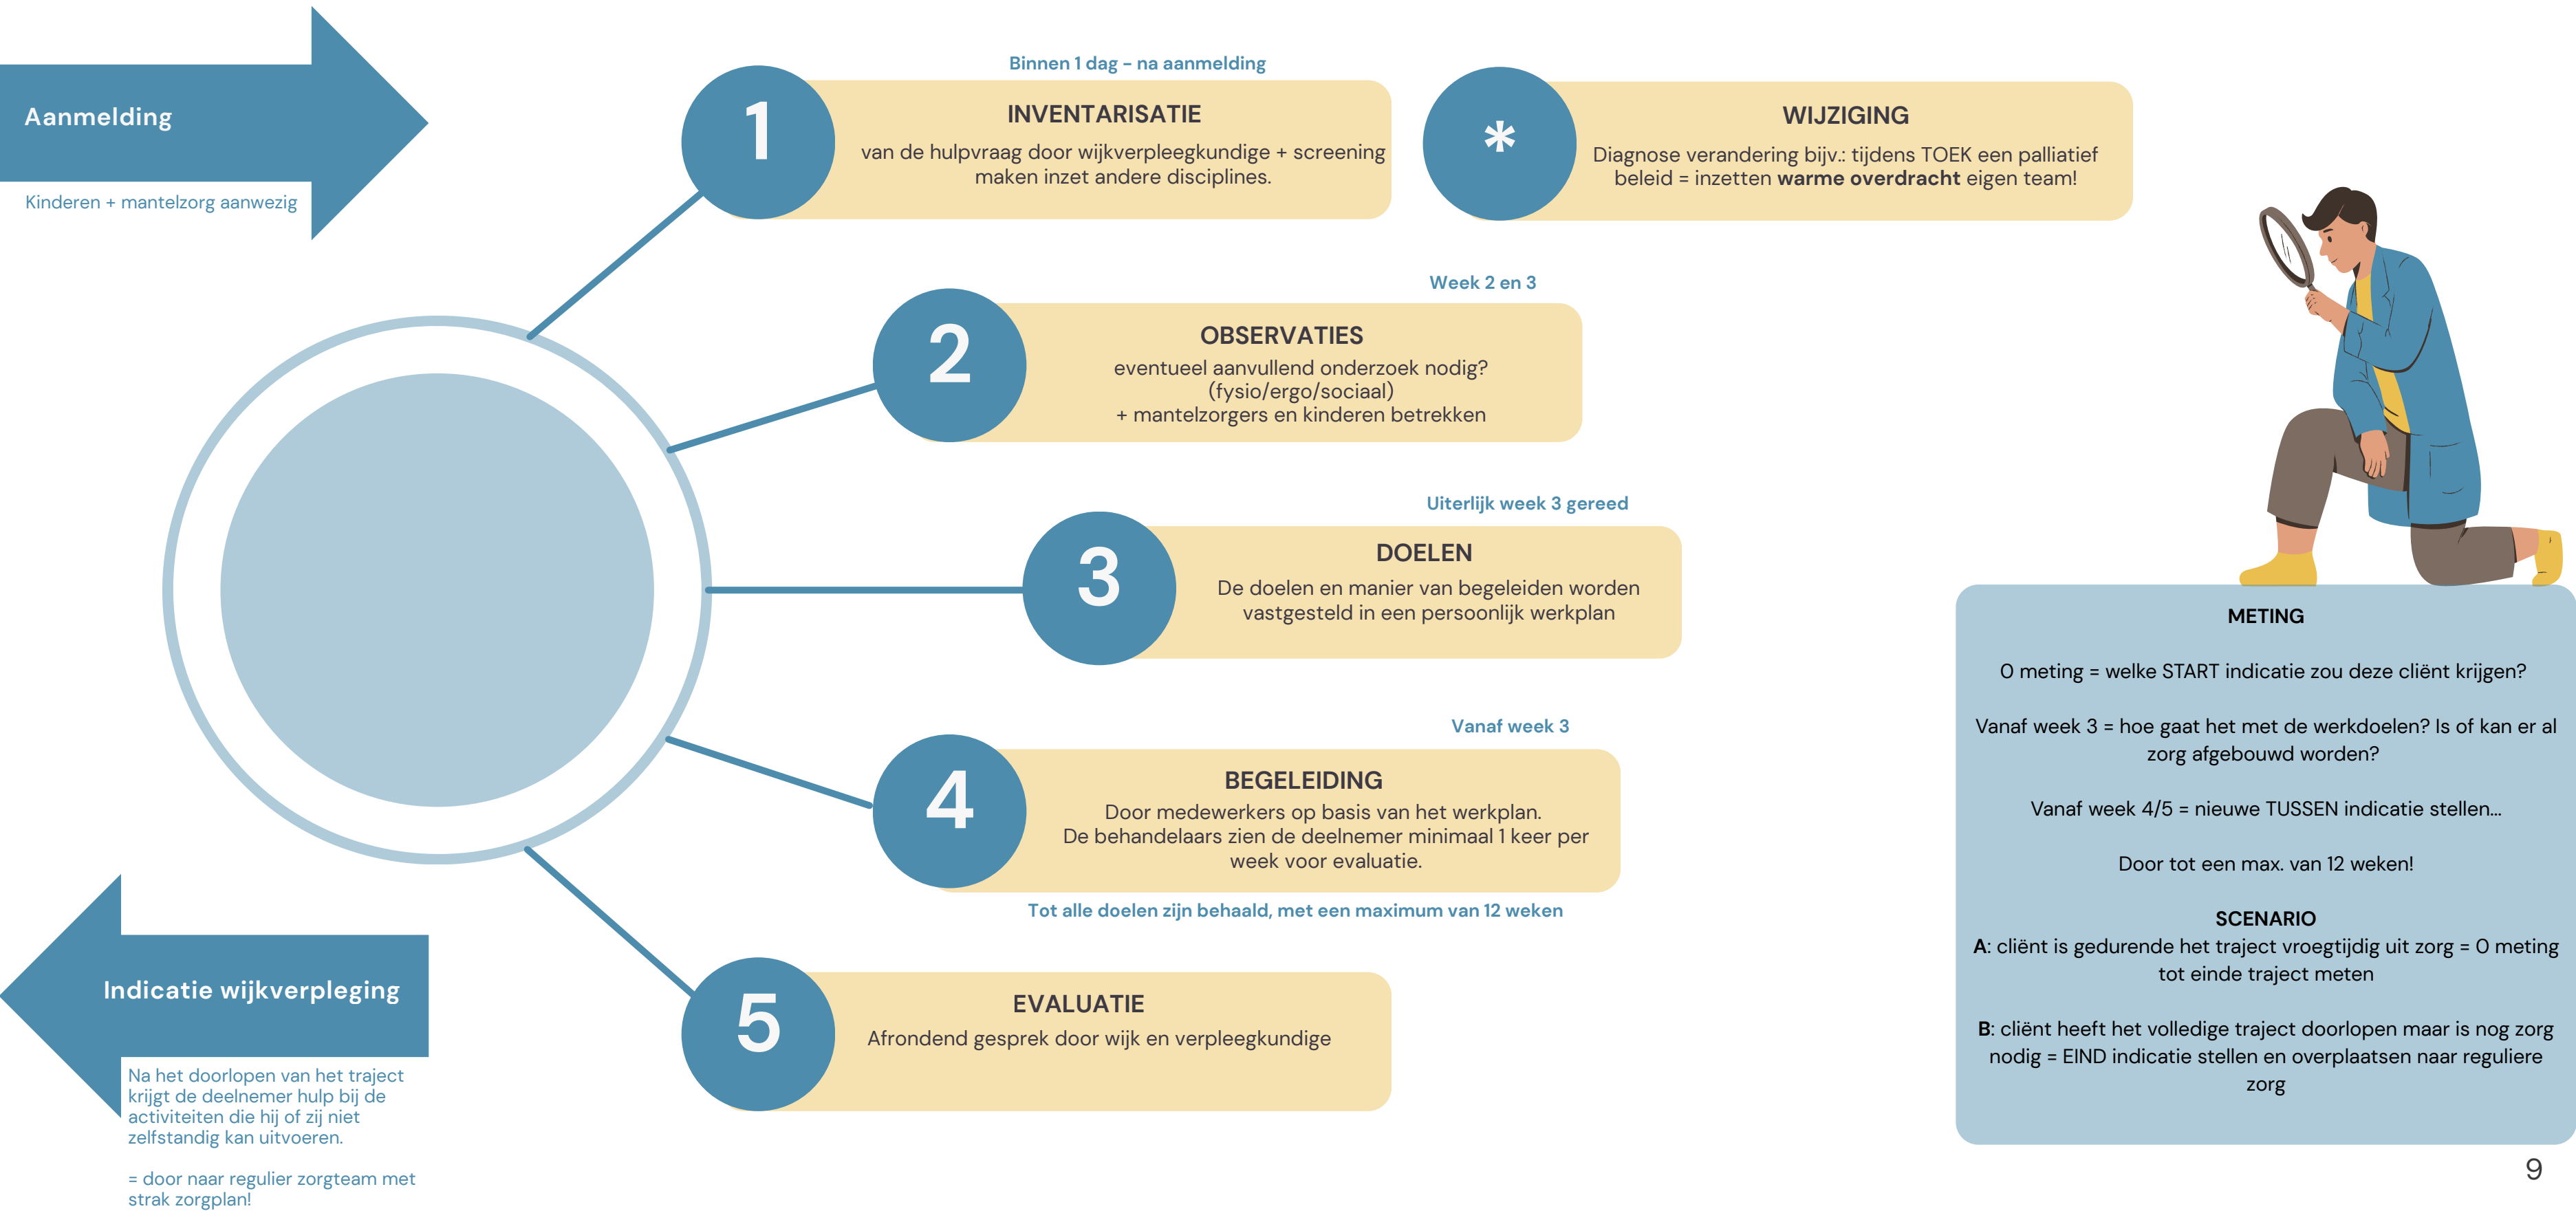 Aanmelding
Kinderen + mantelzorg aanwezig
Binnen 1 dag - na aanmelding
1
INVENTARISATIE
van de hulpvraag door wijkverpleegkundige + screening
maken inzet andere disciplines.
*
WIJZIGING
Diagnose verandering bijv.: tijdens TOEK een palliatief
beleid = inzetten warme overdracht eigen team!
Week 2 en 3
2
OBSERVATIES
eventueel aanvullend onderzoek nodig?
(fysio/ergo/sociaal)
+ mantelzorgers en kinderen betrekken
Uiterlijk week 3 gereed
3
DOELEN
De doelen en manier van begeleiden worden
vastgesteld in een persoonlijk werkplan
Vanaf week 3
4
BEGELEIDING
Door medewerkers op basis van het werkplan.
De behandelaars zien de deelnemer minimaal 1 keer per
week voor evaluatie.
Tot alle doelen zijn behaald, met een maximum van 12 weken
5
EVALUATIE
Afrondend gesprek door wijk en verpleegkundige
Indicatie wijkverpleging
Na het doorlopen van het traject
krijgt de deelnemer hulp bij de
activiteiten die hij of zij niet
zelfstandig kan uitvoeren.
= door naar regulier zorgteam met
strak zorgplan!
METING
0 meting = welke START indicatie zou deze cliënt krijgen?
Vanaf week 3 = hoe gaat het met de werkdoelen? Is of kan er al
zorg afgebouwd worden?
Vanaf week 4/5 = nieuwe TUSSEN indicatie stellen...
Door tot een max. van 12 weken!
SCENARIO
A: cliënt is gedurende het traject vroegtijdig uit zorg = 0 meting
tot einde traject meten
B: cliënt heeft het volledige traject doorlopen maar is nog zorg
nodig = EIND indicatie stellen en overplaatsen naar reguliere
zorg
9